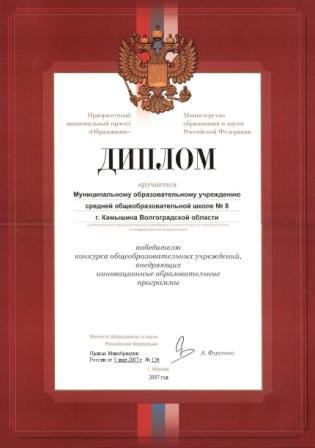 Приоритетный
национальный проект
«Образование»
Министерство
образования и науки
Российской Федерации
ДИПЛОМ
вручается
Муниципальному образовательному учреждению
средней общеобразовательной школе № 8
г. Камышина Волгоградской области
победителю
конкурса общеобразовательных учреждений,
внедряющих
инновационные образовательные
программы
Министр образования и науки
Российской Федерации
А. Фурсенко
Приказ Минобрнауки
России от 5 мая 2007 г. № 134
г. Москва
2007 год